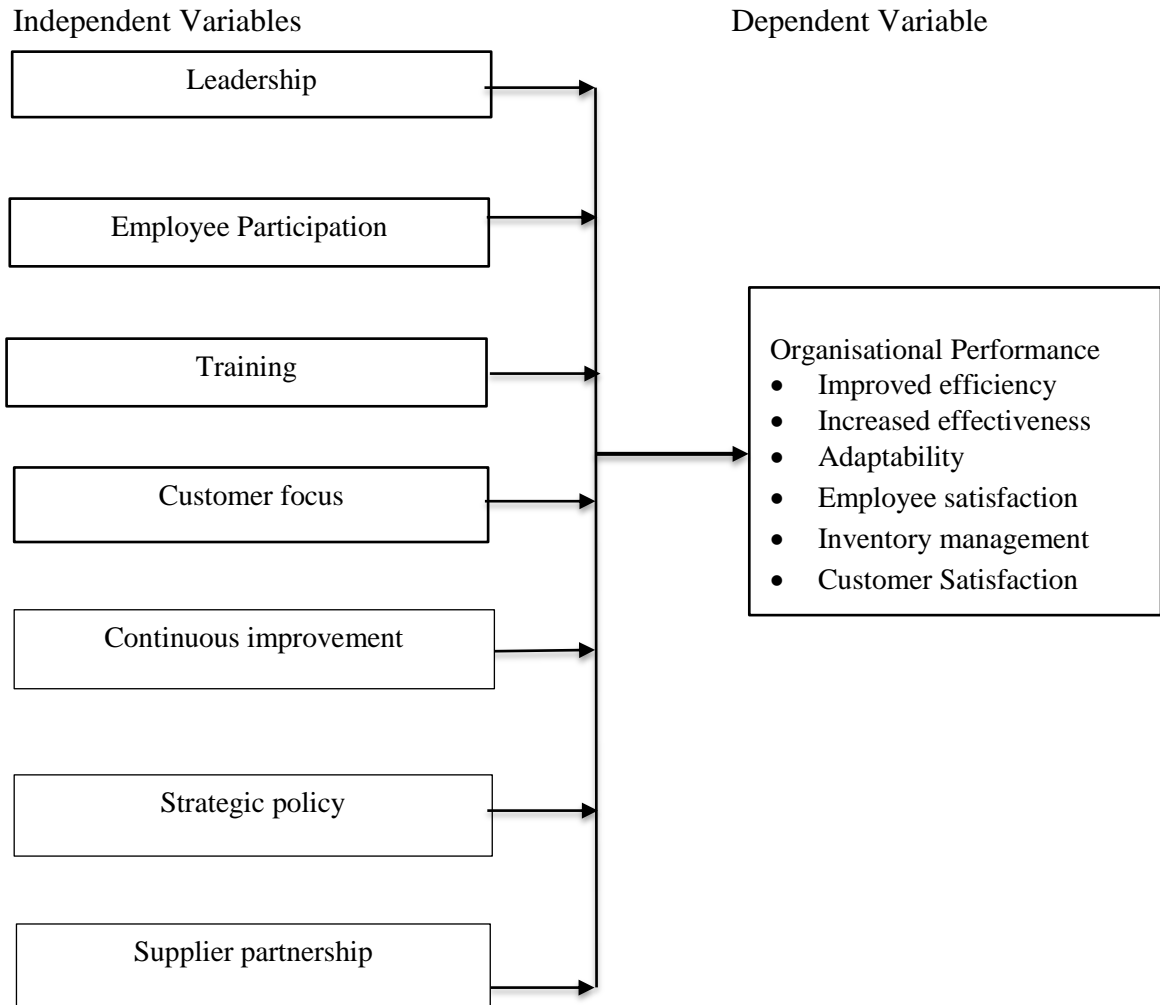 Independent Variables
Dependent Variable
Leadership
Employee Participation
Training
Customer focus
Continuous improvement
Strategic policy
Supplier partnership
Organisational Performance
• Improved efficiency
• Increased effectiveness
• Adaptability
• Employee satisfaction
• Inventory management
• Customer Satisfaction